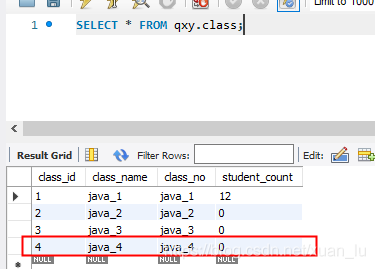 Limit to 1000
1 SELECT * FROM qxy.class;
Result Grid Filter Rows: Edit:
class_id class_name class_no student_count
1 java_1 java_1 12
2 java_2 java_2 0
3 java_3 java_3 0
4 java_4 java_4 0
NULL NULL NULL NULL
https://blog.csdn.net/xuan_lu